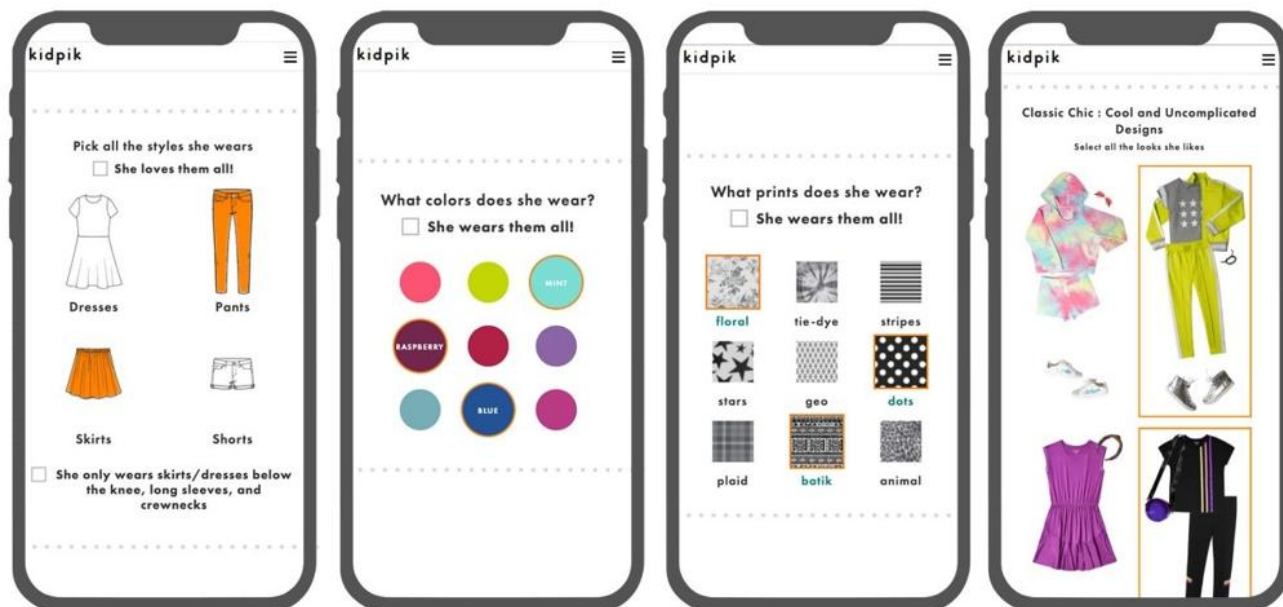 kidpik
Pick all the styles she wears
She loves them all!
Dresses
Pants
Skirts
Shorts
She only wears skirts/dresses below
the knee, long sleeves, and
crewnecks
kidpik
What colors does she wear?
She wears them all!
MINT
RASPBERRY
BLUE
kidpik
What prints does she wear?
She wears them all!
floral
tie-dye
stripes
stars
geo
dots
plaid
batik
animal
kidpik
Classic Chic : Cool and Uncomplicated
Designs
Select all the looks she likes